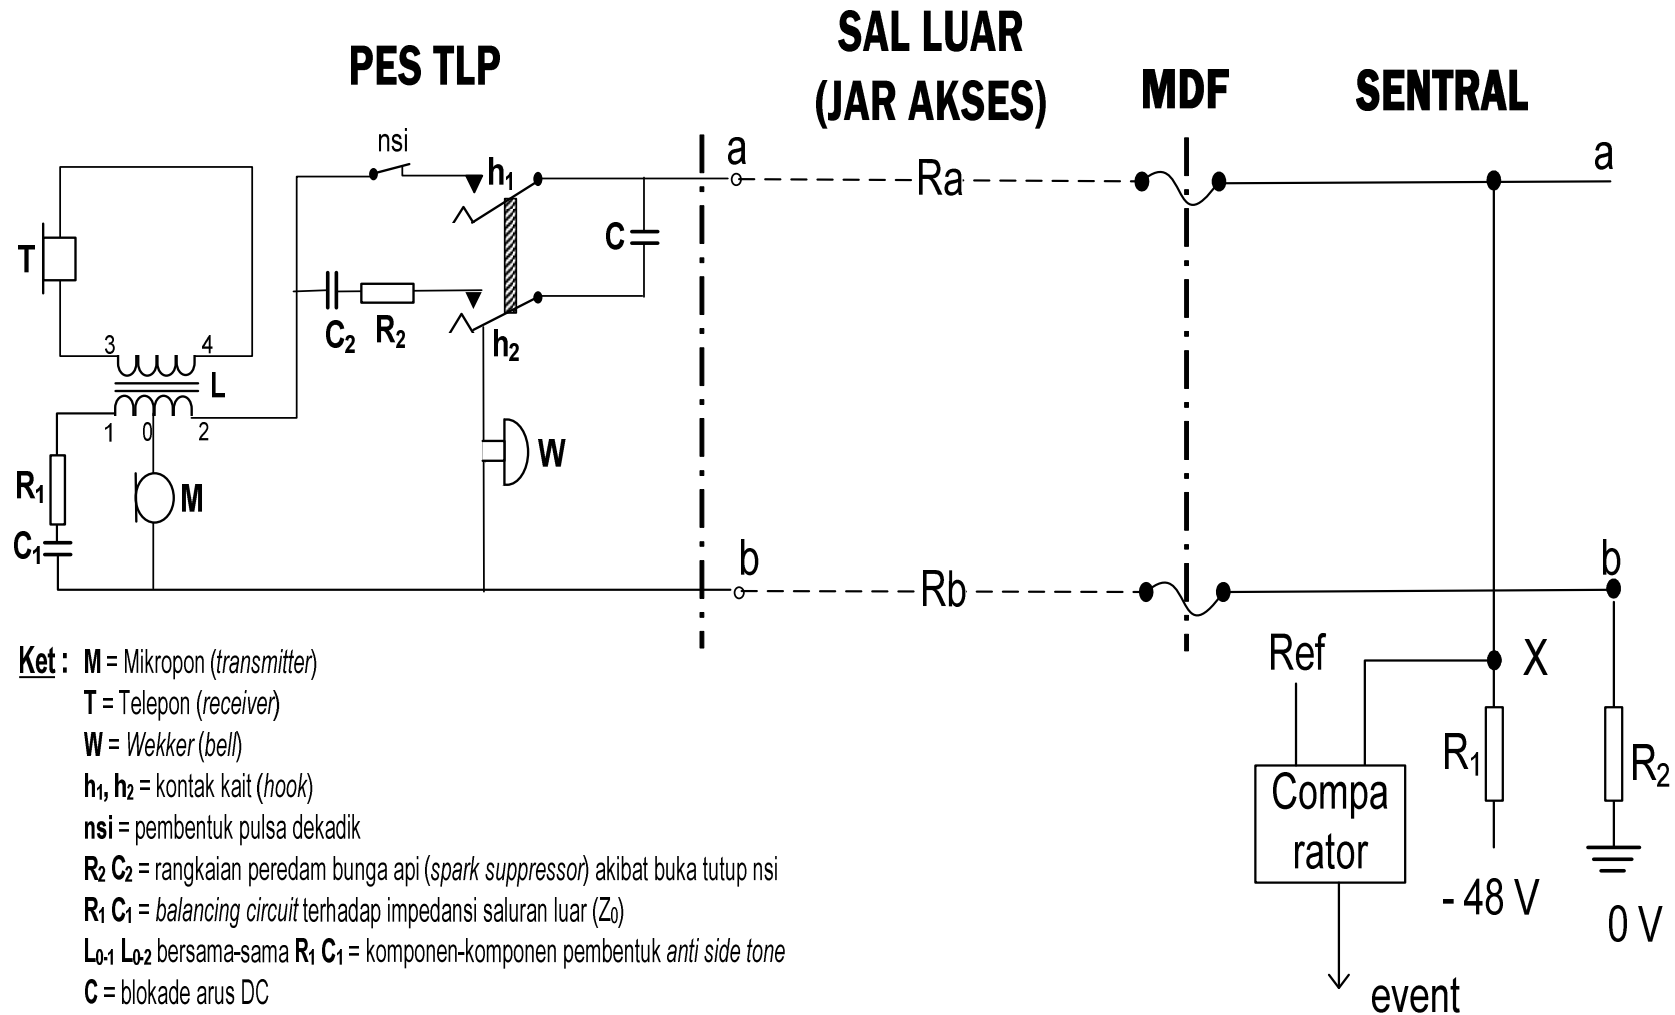 PES TLP
SAL LUAR
(JAR AKSES)
MDF
SENTRAL
nsi
h1
a
Ra
a
T
C
C2
R2
h2
3
4
L
1
0
2
W
R1
M
C1
b
Rb
b
Ref
X
R1
R2
Compa
rator
- 48 V
0 V
event
Ket :
M = Mikropon (transmitter)
T = Telepon (receiver)
W = Wekker (bell)
h1, h2 = kontak kait (hook)
nsi = pembentuk pulsa dekadik
R2 C2 = rangkaian peredam bunga api (spark suppressor) akibat buka tutup nsi
R1 C1 = balancing circuit terhadap impedansi saluran luar (Z0)
L0-1 L0-2 bersama-sama R1 C1 = komponen-komponen pembentuk anti side tone
C = blokade arus DC